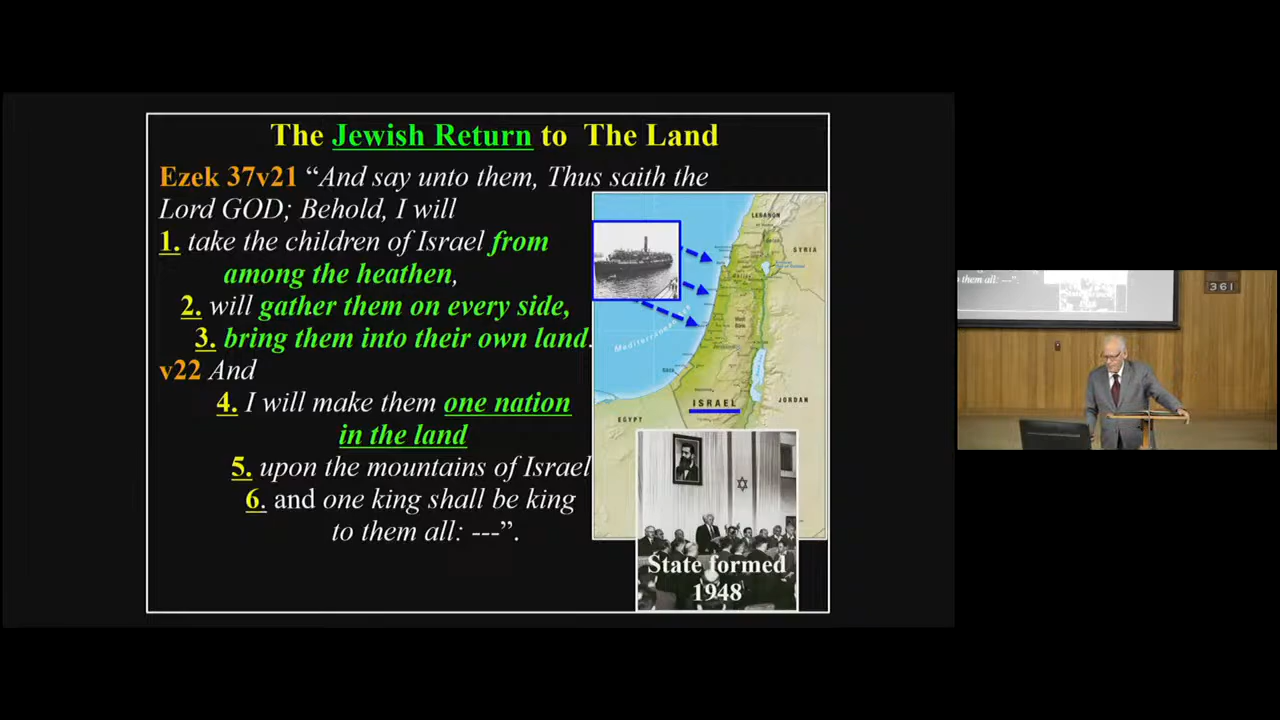 The Jewish Return to The Land
Ezek 37v21 “And say unto them, Thus saith the
Lord GOD; Behold, I will
1. take the children of Israel from
among the heathen,
2. will gather them on every side,
3. bring them into their own land.
v22 And
4. I will make them one nation
in the land
5. upon the mountains of Israel
6. and one king shall be king
to them all: ---”.
LEBANON
SYRIA
Mediterranean
GAZA
ISRAEL
JORDAN
EGYPT
State formed
1948
them all: ---”.
361